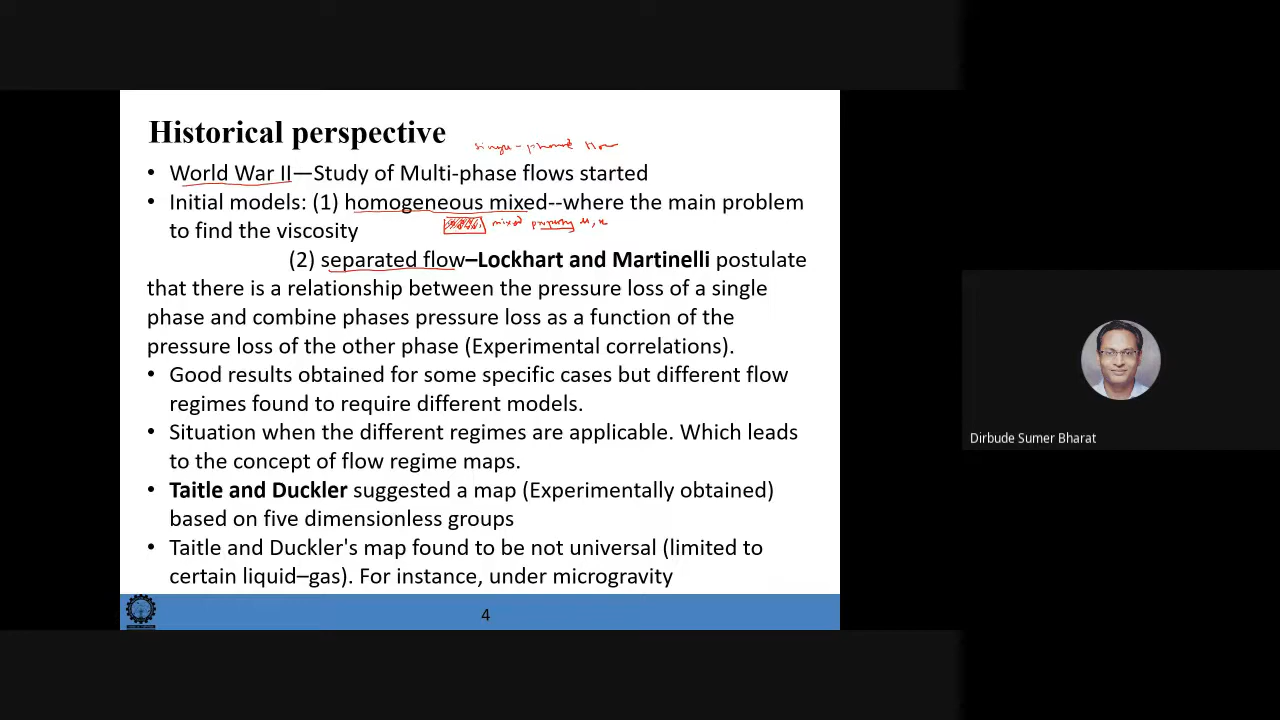 Historical perspective
single-phase flow
• World War II—Study of Multi-phase flows started
• Initial models: (1) homogeneous mixed--where the main problem
mixed property
to find the viscosity
(2) separated flow–Lockhart and Martinelli postulate
that there is a relationship between the pressure loss of a single
phase and combine phases pressure loss as a function of the
pressure loss of the other phase (Experimental correlations).
• Good results obtained for some specific cases but different flow
regimes found to require different models.
• Situation when the different regimes are applicable. Which leads
to the concept of flow regime maps.
• Taitle and Duckler suggested a map (Experimentally obtained)
based on five dimensionless groups
• Taitle and Duckler's map found to be not universal (limited to
certain liquid–gas). For instance, under microgravity
4
Dirbude Sumer Bharat